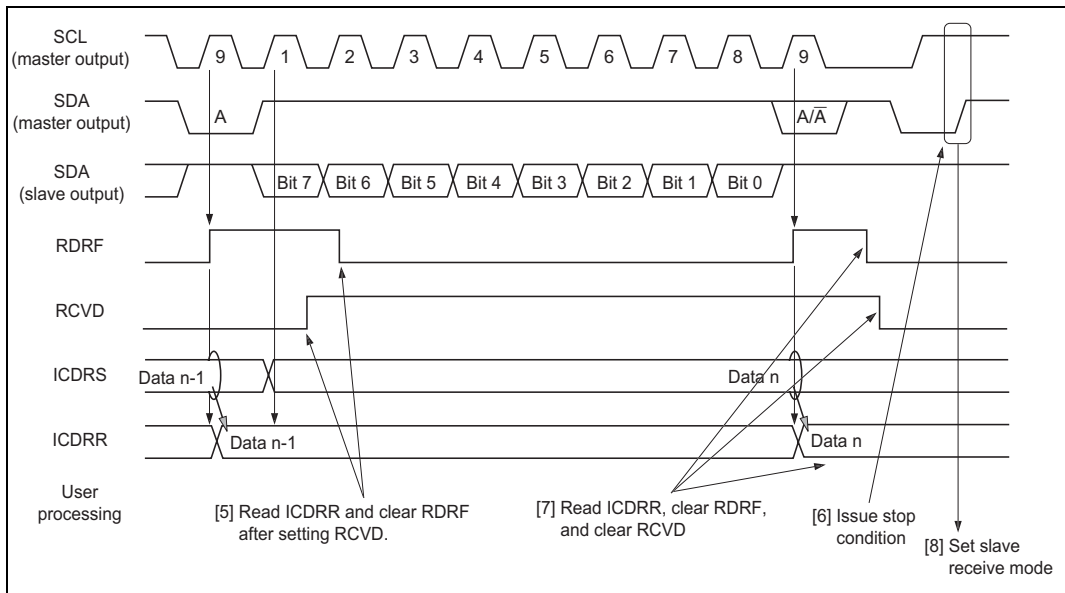 SCL
(master output)
9 1 2 3 4 5 6 7 8 9
SDA
(master output)
A A/A̅
SDA
(slave output)
Bit 7 Bit 6 Bit 5 Bit 4 Bit 3 Bit 2 Bit 1 Bit 0
RDRF
RCVD
ICDRS
Data n-1 Data n
ICDRR
Data n-1 Data n
User
processing
[5] Read ICDRR and clear RDRF
after setting RCVD.
[7] Read ICDRR, clear RDRF,
and clear RCVD
[6] Issue stop
condition
[8] Set slave
receive mode